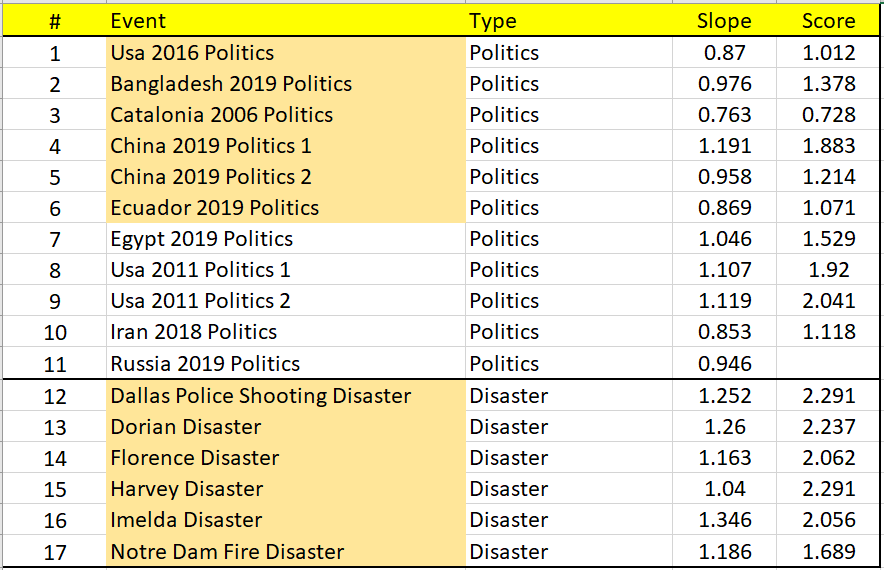 # Event Type Slope Score
1 Usa 2016 Politics Politics 0.87 1.012
2 Bangladesh 2019 Politics Politics 0.976 1.378
3 Catalonia 2006 Politics Politics 0.763 0.728
4 China 2019 Politics 1 Politics 1.191 1.883
5 China 2019 Politics 2 Politics 0.958 1.214
6 Ecuador 2019 Politics Politics 0.869 1.071
7 Egypt 2019 Politics Politics 1.046 1.529
8 Usa 2011 Politics 1 Politics 1.107 1.92
9 Usa 2011 Politics 2 Politics 1.119 2.041
10 Iran 2018 Politics Politics 0.853 1.118
11 Russia 2019 Politics Politics 0.946
12 Dallas Police Shooting Disaster Disaster 1.252 2.291
13 Dorian Disaster Disaster 1.26 2.237
14 Florence Disaster Disaster 1.163 2.062
15 Harvey Disaster Disaster 1.04 2.291
16 Imelda Disaster Disaster 1.346 2.056
17 Notre Dam Fire Disaster Disaster 1.186 1.689